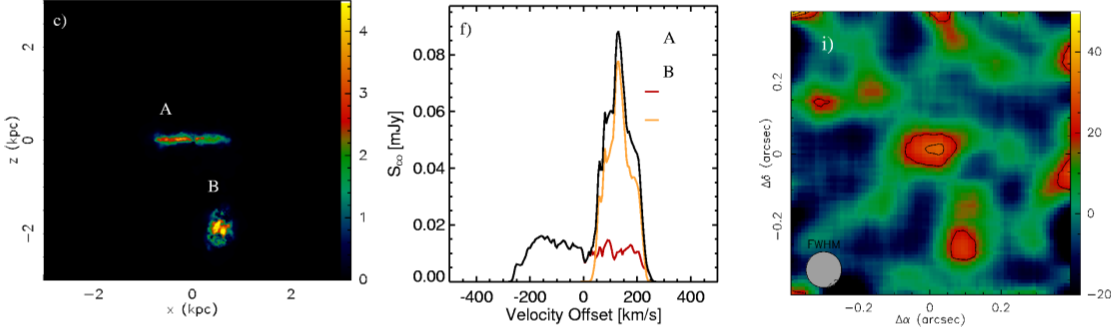 c)
A
B
2
0
−2
z (kpc)
−2
0
2
x (kpc)
4
3
2
1
0
f)
A
B
0.08
0.06
0.04
0.02
0.00
S∞ [mJy]
-400
-200
0
200
400
Velocity Offset [km/s]
i)
0.2
0
−0.2
Δδ (arcsec)
FWHM
−0.2
0
0.2
Δα (arcsec)
40
20
0
−20